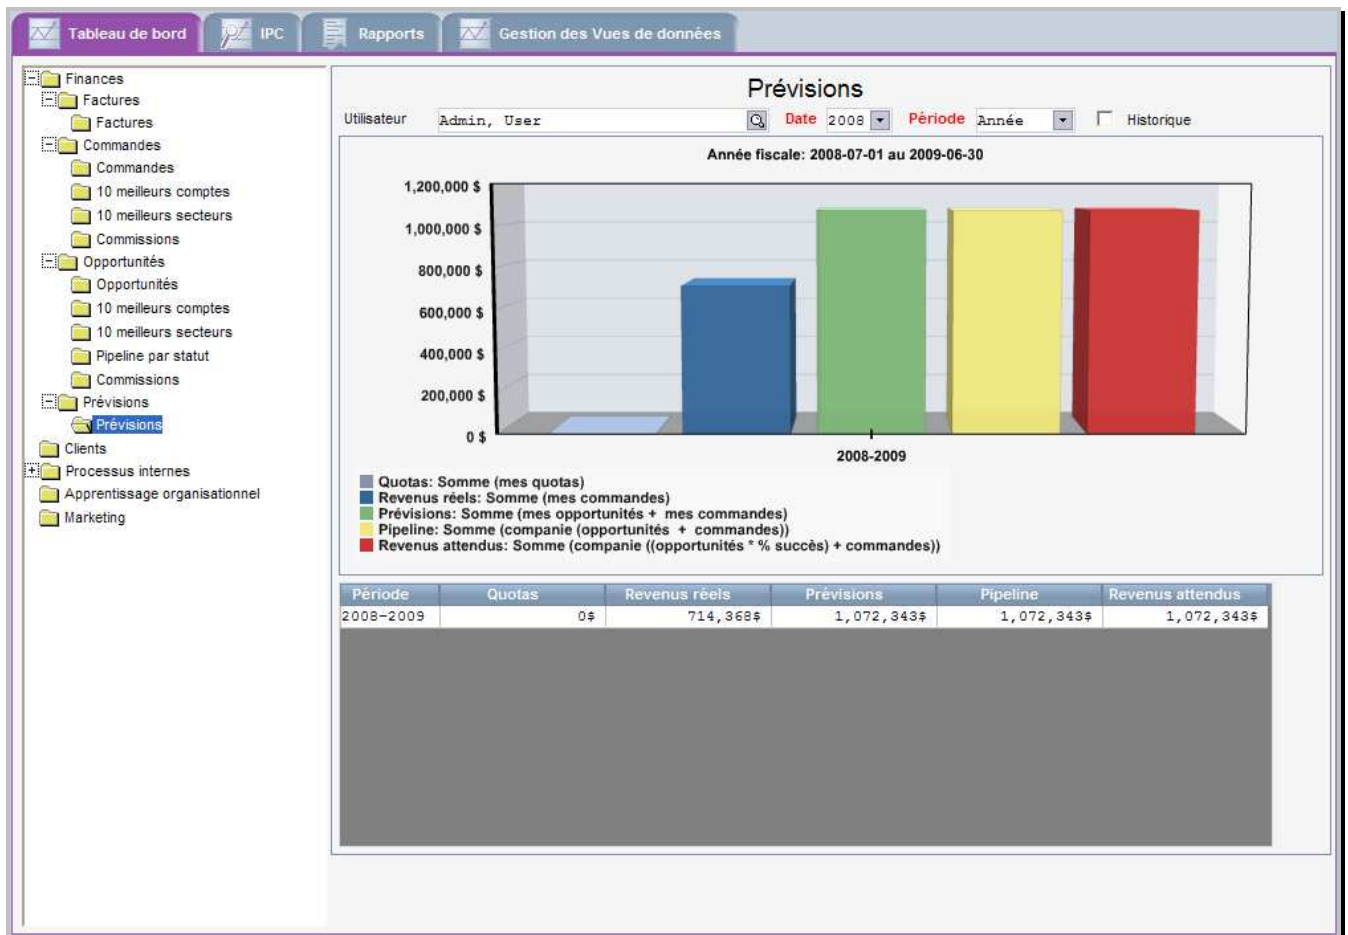 Tableau de bord IPC Rapports Gestion des Vues de données
Finances
Factures
Factures
Commandes
Commandes
10 meilleurs comptes
10 meilleurs secteurs
Commissions
Opportunités
Opportunités
10 meilleurs comptes
10 meilleurs secteurs
Pipeline par statut
Commissions
Prévisions
Prévisions
Clients
Processus internes
Apprentissage organisationnel
Marketing
Prévisions
Utilisateur Admin, User Date 2008 Période Année Historique
Année fiscale: 2008-07-01 au 2009-06-30
1,200,000 $
1,000,000 $
800,000 $
600,000 $
400,000 $
200,000 $
0 $
2008-2009
Quotas: Somme (mes quotas)
Revenus réels: Somme (mes commandes)
Prévisions: Somme (mes opportunités + mes commandes)
Pipeline: Somme (companie (opportunités + commandes))
Revenus attendus: Somme (companie ((opportunités * % succès) + commandes))
Période Quotas Revenus réels Prévisions Pipeline Revenus attendus
2008-2009 0$ 714,368$ 1,072,343$ 1,072,343$ 1,072,343$